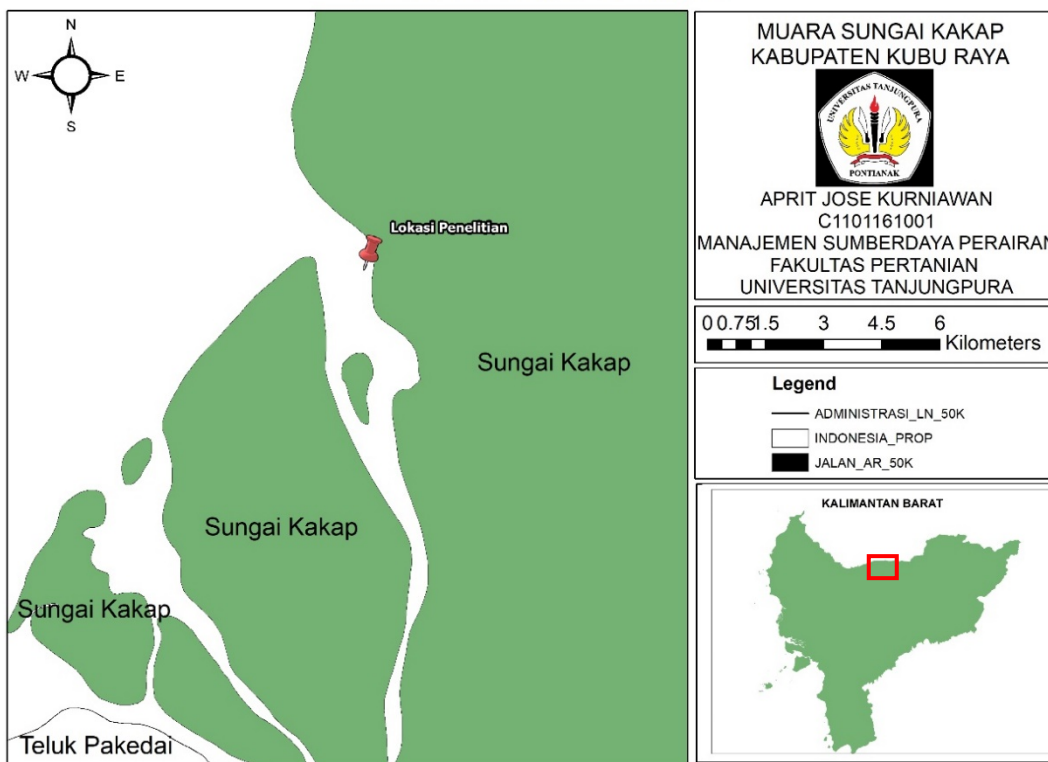 N
W E
S
Lokasi Penelitian
Sungai Kakap
Sungai Kakap
Sungai Kakap
Teluk Pakedai
MUARA SUNGAI KAKAP
KABUPATEN KUBU RAYA
UNIVERSITAS TANJUNGPURA
PONTIANAK
APRIT JOSE KURNIAWAN
C1101161001
MANAJEMEN SUMBERDAYA PERAIRAN
FAKULTAS PERTANIAN
UNIVERSITAS TANJUNGPURA
0 0.75 1.5 3 4.5 6
Kilometers
Legend
ADMINISTRASI_LN_50K
INDONESIA_PROP
JALAN_AR_50K
KALIMANTAN BARAT